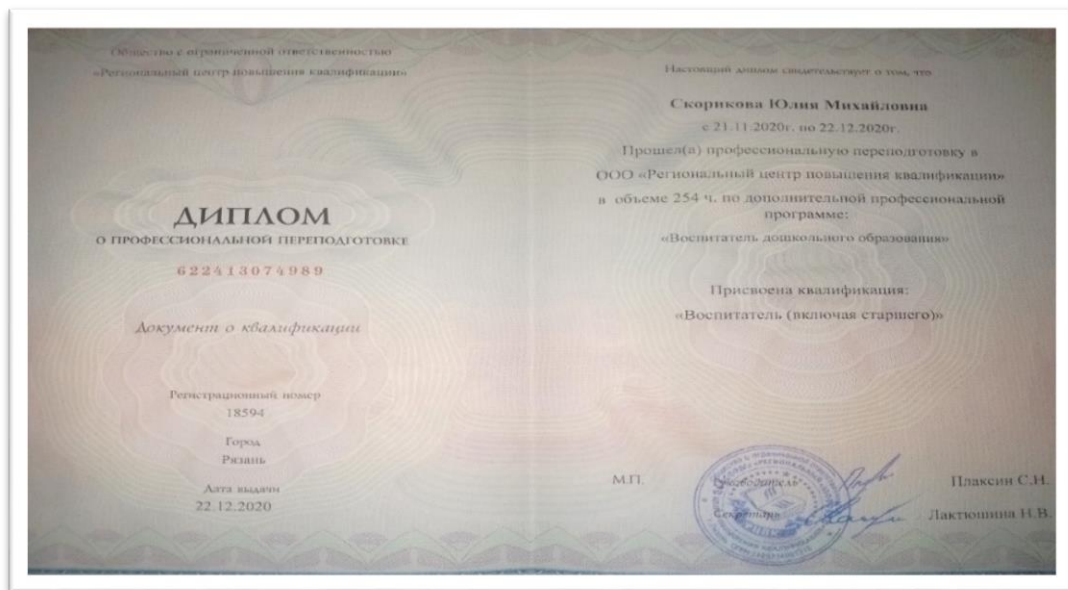 Общество с ограниченной ответственностью
«Региональный центр повышения квалификации»
ДИПЛОМ
О ПРОФЕССИОНАЛЬНОЙ ПЕРЕПОДГОТОВКЕ
622413074989
Документ о квалификации
Регистрационный номер
18594
Город
Рязань
Дата выдачи
22.12.2020
Настоящий диплом свидетельствует о том, что
Скорикова Юлия Михайловна
с 21.11.2020г. по 22.12.2020г.
Прошел(а) профессиональную переподготовку в
ООО «Региональный центр повышения квалификации»
в объеме 254 ч. по дополнительной профессиональной
программе:
«Воспитатель дошкольного образования»
Присвоена квалификация:
«Воспитатель (включая старшего)»
М.П.
Руководитель
Плаксин С.Н.
Секретарь
Лактюшина Н.В.